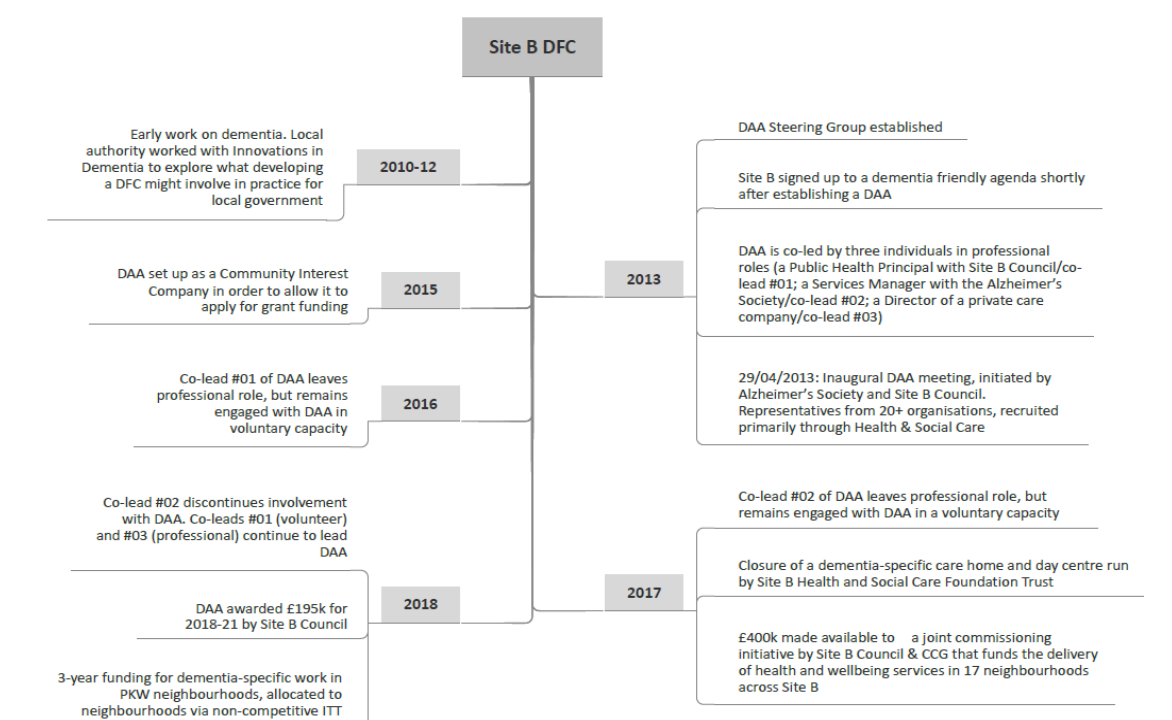 Site B DFC
Early work on dementia. Local
authority worked with Innovations in
Dementia to explore what developing
a DFC might involve in practice for
local government
2010-12
DAA Steering Group established
Site B signed up to a dementia friendly agenda shortly
after establishing a DAA
DAA is co-led by three individuals in professional
roles (a Public Health Principal with Site B Council/co-
lead #01; a Services Manager with the Alzheimer’s
Society/co-lead #02; a Director of a private care
company/co-lead #03)
29/04/2013: Inaugural DAA meeting, initiated by
Alzheimer’s Society and Site B Council.
Representatives from 20+ organisations, recruited
primarily through Health & Social Care
2013
DAA set up as a Community Interest
Company in order to allow it to
apply for grant funding
2015
Co-lead #01 of DAA leaves
professional role, but remains
engaged with DAA in
voluntary capacity
2016
Co-lead #02 of DAA leaves professional role, but
remains engaged with DAA in a voluntary capacity
Closure of a dementia-specific care home and day centre run
by Site B Health and Social Care Foundation Trust
£400k made available to a joint commissioning
initiative by Site B Council & CCG that funds the delivery
of health and wellbeing services in 17 neighbourhoods
across Site B
2017
Co-lead #02 discontinues involvement
with DAA. Co-leads #01 (volunteer)
and #03 (professional) continue to lead
DAA
DAA awarded £195k for
2018-21 by Site B Council
3-year funding for dementia-specific work in
PKW neighbourhoods, allocated to
neighbourhoods via non-competitive ITT
2018